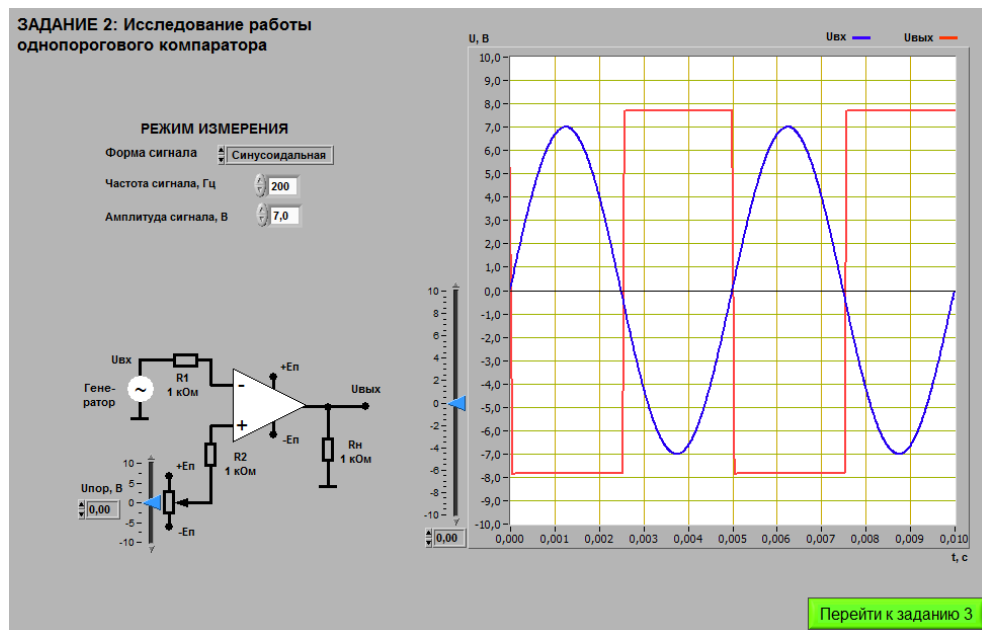 ЗАДАНИЕ 2: Исследование работы
однопорогового компаратора
РЕЖИМ ИЗМЕРЕНИЯ
Форма сигнала Синусоидальная
Частота сигнала, Гц 200
Амплитуда сигнала, В 7,0
U, В
Uвх
Uвых
10,0
9,0
8,0
7,0
6,0
5,0
4,0
3,0
2,0
1,0
0,0
-1,0
-2,0
-3,0
-4,0
-5,0
-6,0
-7,0
-8,0
-9,0
-10,0
0,000 0,001 0,002 0,003 0,004 0,005 0,006 0,007 0,008 0,009 0,010
t, с
10
8
6
4
2
0
-2
-4
-6
-8
-10
0,00
Uвх
R1
1 кОм
+Eп
Гене-
ратор
~
-
+
Uвых
-Eп
R2
1 кОм
Rн
1 кОм
Uпор, В
0,00
10
5
0
-5
-10
+Eп
-Eп
Перейти к заданию 3